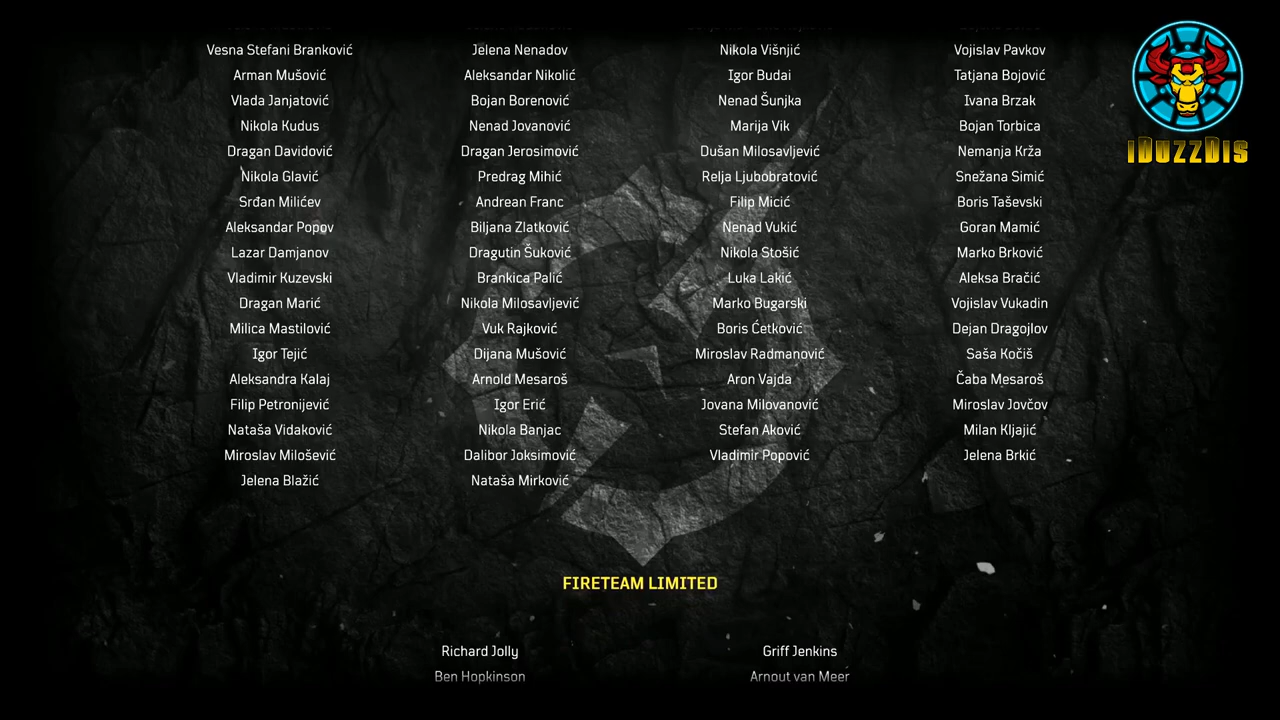 Vesna Stefani Branković Jelena Nenadov Nikola Višnjić Vojislav Pavkov
Arman Mušović Aleksandar Nikolić Igor Budai Tatjana Bojović
Vlada Janjatović Bojan Borenović Nenad Šunjka Ivana Brzak
Nikola Kudus Nenad Jovanović Marija Vik Bojan Torbica
Dragan Davidović Dragan Jerosimović Dušan Milosavljević Nemanja Krža
Nikola Glavić Predrag Mihić Relja Ljubobratović Snežana Simić
Srđan Milićev Andrean Franc Filip Micić Boris Taševski
Aleksandar Popov Biljana Zlatković Nenad Vukić Goran Mamić
Lazar Damjanov Dragutin Šuković Nikola Stošić Marko Brković
Vladimir Kuzevski Brankica Palić Luka Lakić Aleksa Bračić
Dragan Marić Nikola Milosavljević Marko Bugarski Vojislav Vukadin
Milica Mastilović Vuk Rajković Boris Ćetković Dejan Dragojlov
Igor Tejić Dijana Mušović Miroslav Radmanović Saša Kočiš
Aleksandra Kalaj Arnold Mesaroš Aron Vajda Čaba Mesaroš
Filip Petronijević Igor Erić Jovana Milovanović Miroslav Jovčov
Nataša Vidaković Nikola Banjac Stefan Aković Milan Kljajić
Miroslav Milošević Dalibor Joksimović Vladimir Popović Jelena Brkić
Jelena Blažić Nataša Mirković
FIRETEAM LIMITED
Richard Jolly Griff Jenkins
Ben Hopkinson Arnout van Meer
iDuzzDis